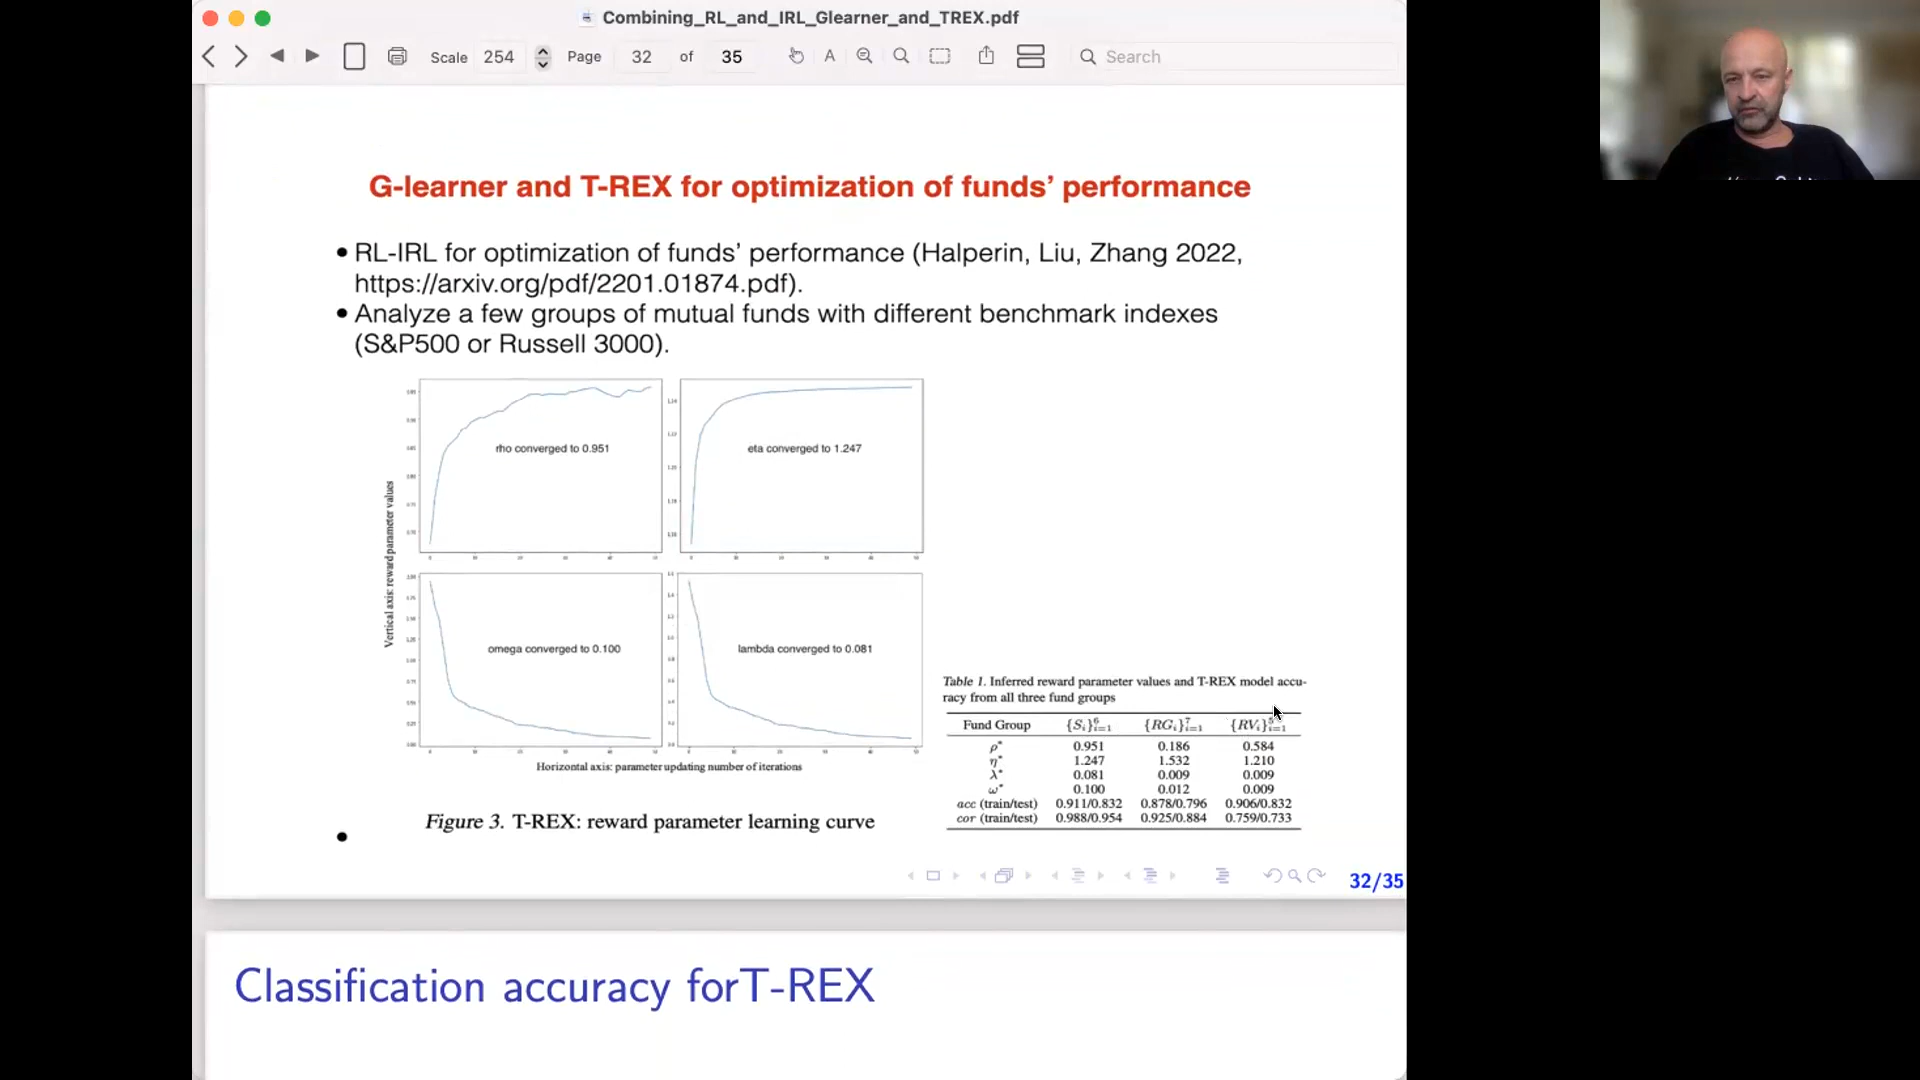 Combining_RL_and_IRL_Glearner_and_TREX.pdf
Scale 254 Page 32 of 35 A Search
G-learner and T-REX for optimization of funds' performance
• RL-IRL for optimization of funds' performance (Halperin, Liu, Zhang 2022,
https://arxiv.org/pdf/2201.01874.pdf).
• Analyze a few groups of mutual funds with different benchmark indexes
(S&P500 or Russell 3000).
rho converged to 0.951
eta converged to 1.247
Vertical axis: reward parameter values
omega converged to 0.100
lambda converged to 0.081
Horizontal axis: parameter updating number of iterations
Figure 3. T-REX: reward parameter learning curve
•
Table 1. Inferred reward parameter values and T-REX model accu-
racy from all three fund groups
Fund Group {S_i}^6_{i=1} {RG_i}^7_{i=1} {RV_i}_{i=1}
ρ* 0.951 0.186 0.584
η* 1.247 1.532 1.210
λ* 0.081 0.009 0.009
ω* 0.100 0.012 0.009
acc (train/test) 0.911/0.832 0.878/0.796 0.906/0.832
cor (train/test) 0.988/0.954 0.925/0.884 0.759/0.733
32/35
Classification accuracy forT-REX